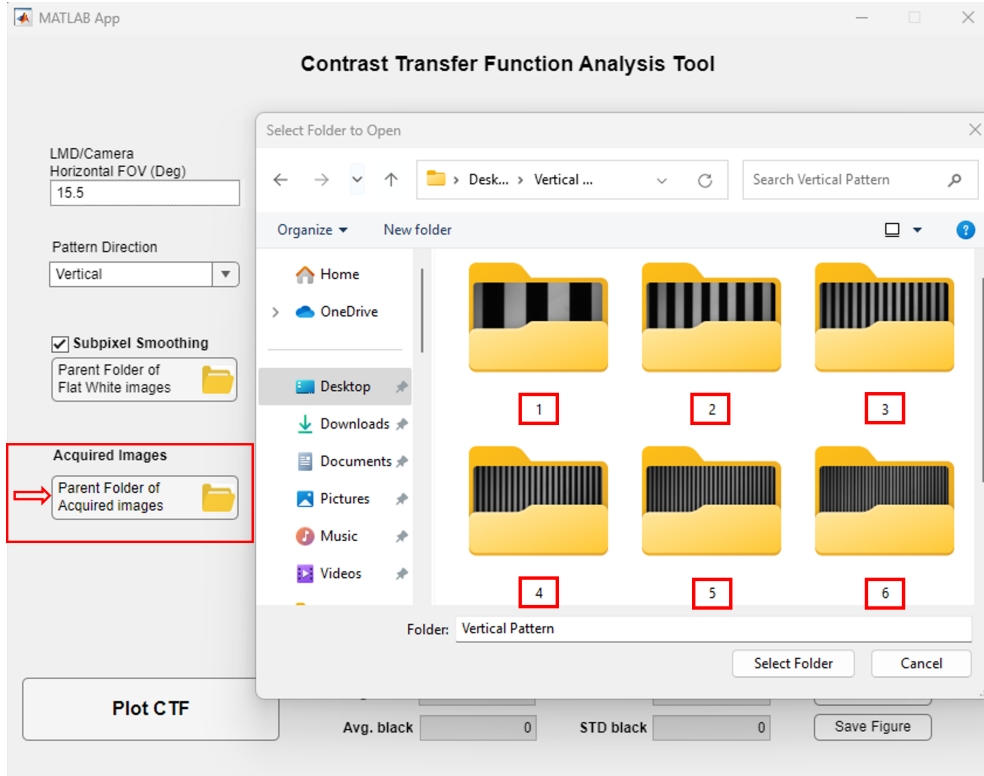 MATLAB App
Contrast Transfer Function Analysis Tool
LMD/Camera
Horizontal FOV (Deg)
15.5
Pattern Direction
Vertical
Subpixel Smoothing
Parent Folder of
Flat White images
Acquired Images
Parent Folder of
Acquired images
Select Folder to Open
Desk... > Vertical ...
Search Vertical Pattern
Organize
New folder
Home
OneDrive
Desktop
Downloads
Documents
Pictures
Music
Videos
1
2
3
4
5
6
Folder: Vertical Pattern
Select Folder
Cancel
Plot CTF
Avg. black 0
STD black 0
Save Figure